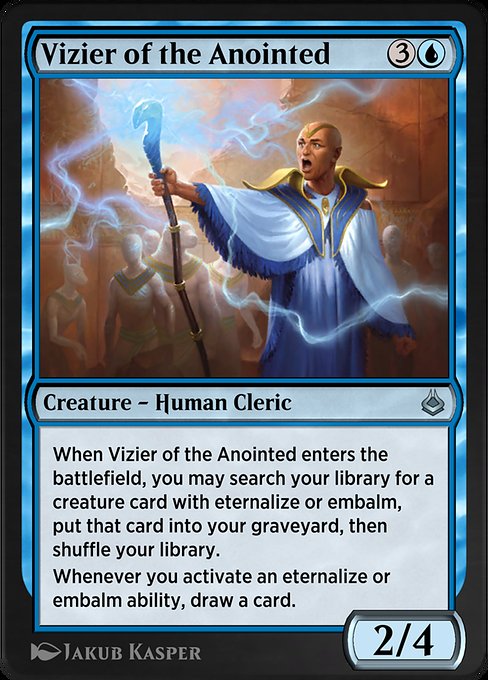 Vizier of the Anointed 3
Creature – Human Cleric
When Vizier of the Anointed enters the
battlefield, you may search your library for a
creature card with eternalize or embalm,
put that card into your graveyard, then
shuffle your library.
Whenever you activate an eternalize or
embalm ability, draw a card.
2/4
Jakub Kasper